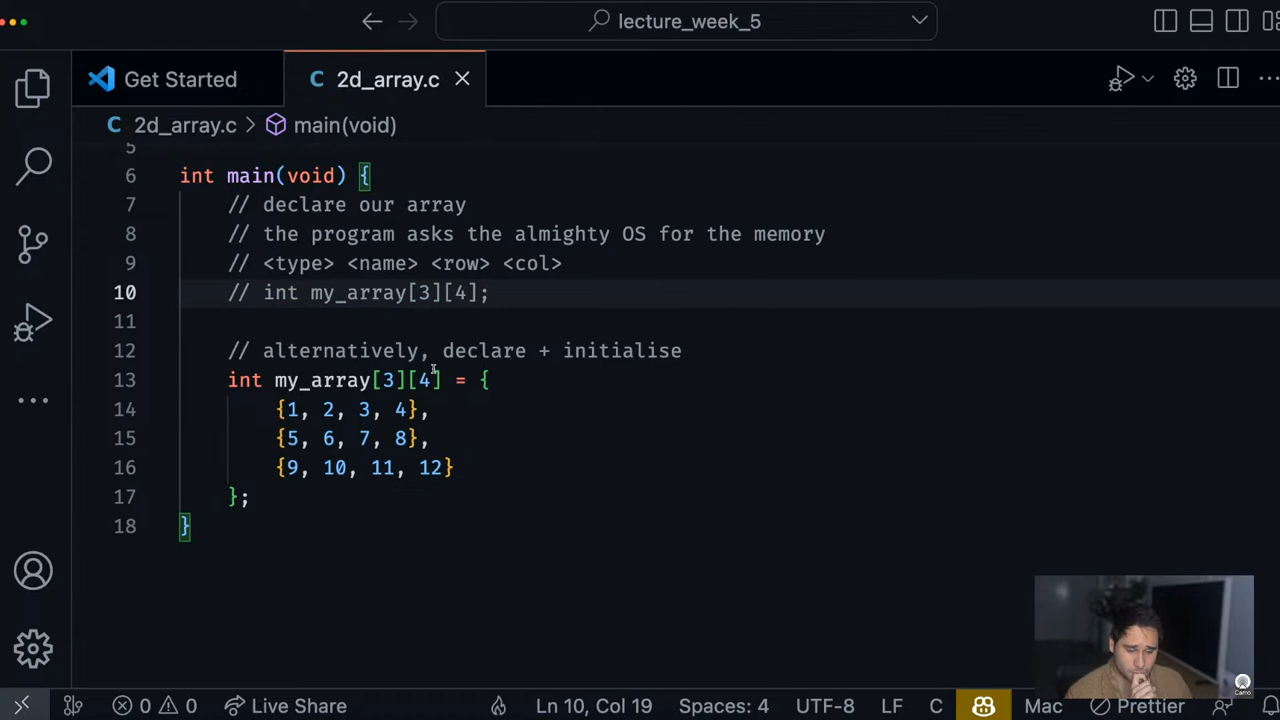 lecture_week_5
Get Started
C 2d_array.c
C 2d_array.c > main(void)
5
6 int main(void) {
7 // declare our array
8 // the program asks the almighty OS for the memory
9 // <type> <name> <row> <col>
10 // int my_array[3][4];
11
12 // alternatively, declare + initialise
13 int my_array[3][4] = {
14 {1, 2, 3, 4},
15 {5, 6, 7, 8},
16 {9, 10, 11, 12}
17 };
18 }
Camo
0 0 Live Share Ln 10, Col 19 Spaces: 4 UTF-8 LF C Mac Prettier